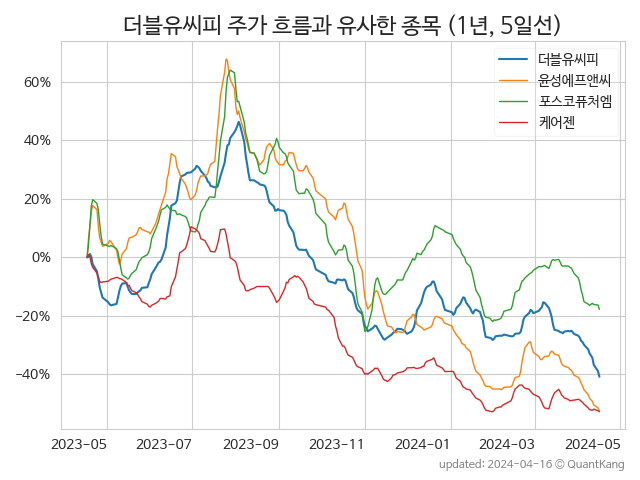 더블유씨피 주가 흐름과 유사한 종목 (1년, 5일선)
더블유씨피
윤성에프앤씨
포스코퓨처엠
케어젠
60%
40%
20%
0%
−20%
−40%
2023-05 2023-07 2023-09 2023-11 2024-01 2024-03 2024-05
updated: 2024-04-16 © QuantKang